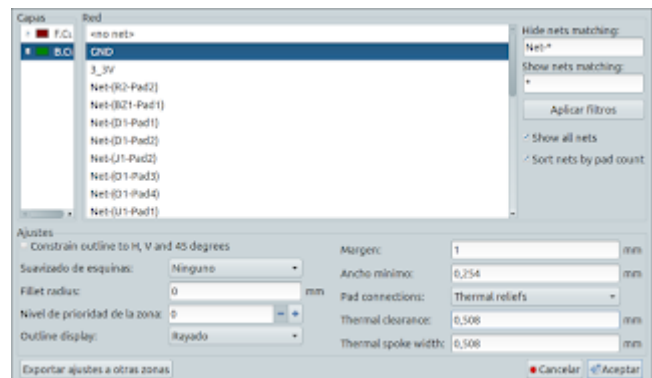 Capas
Red
F.Cu
B.Cu
<no net>
GND
3_3V
Net-(R2-Pad2)
Net-(BZ1-Pad1)
Net-(D1-Pad1)
Net-(D1-Pad2)
Net-(J1-Pad2)
Net-(D1-Pad3)
Net-(D1-Pad4)
Net-(U1-Pad1)
Hide nets matching:
Net-*
Show nets matching:
*
Aplicar filtros
Show all nets
Sort nets by pad count
Ajustes
Constrain outline to H, V and 45 degrees
Suavizado de esquinas: Ninguno
Fillet radius: 0 mm
Nivel de prioridad de la zona: 0 - +
Outline display: Rayado
Margen: 1 mm
Ancho mínimo: 0,254 mm
Pad connections: Thermal reliefs
Thermal clearance: 0,508 mm
Thermal spoke width: 0,508 mm
Exportar ajustes a otras zonas
Cancelar
Aceptar